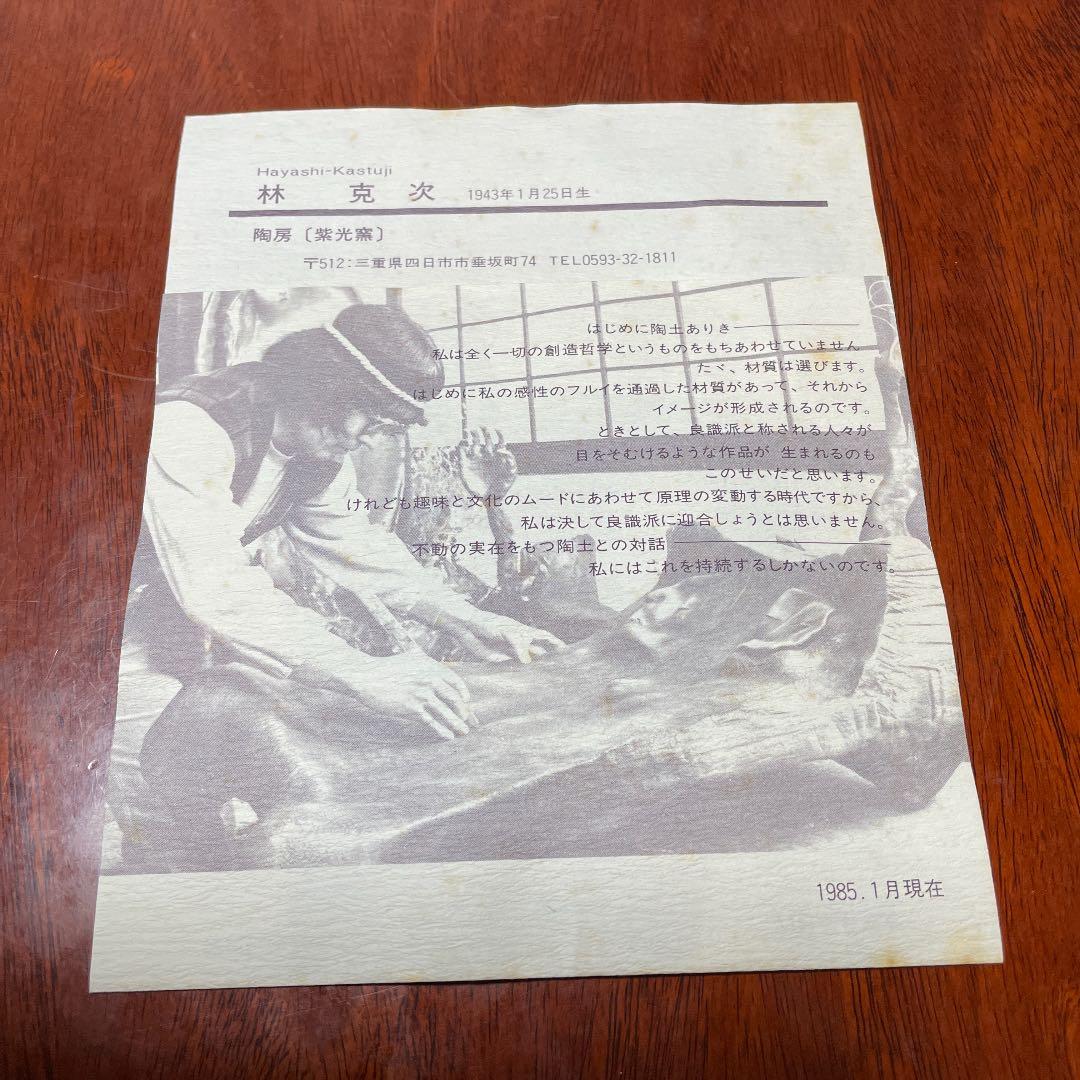 Hayashi-Kastuji
林 克 次 1943年1月25日生
陶房〔紫光窯〕
〒512:三重県四日市市垂坂町74 TEL0593-32-1811
はじめに陶土ありき――――
私は全く一切の創造哲学というものをもちあわせていません
たヾ、材質は選びます。
はじめに私の感性のフルイを通過した材質があって、それから
イメージが形成されるのです。
ときとして、良識派と称される人々が
目をそむけるような作品が 生まれるのも
このせいだと思います。
けれども趣味と文化のムードにあわせて原理の変動する時代ですから、
私は決して良識派に迎合しょうとは思いません。
不動の実在をもつ陶土との対話――――
私にはこれを持続するしかないのです。
1985.1月現在